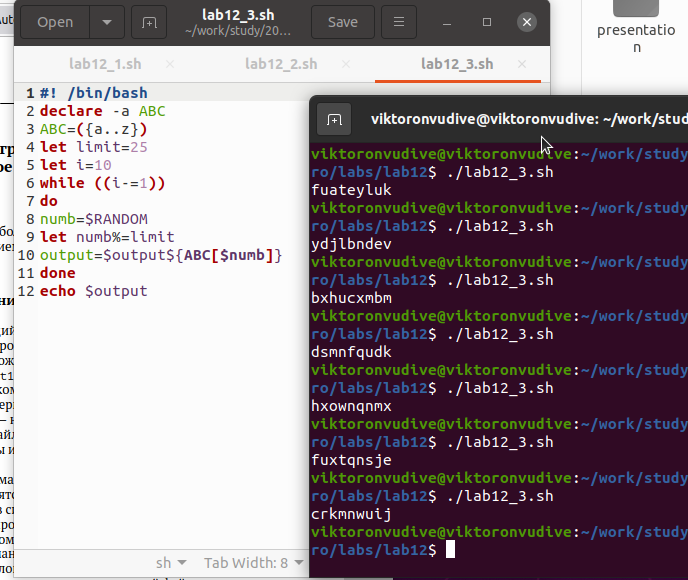 Open
lab12_3.sh
~/work/study/20...
Save
lab12_1.sh
lab12_2.sh
lab12_3.sh
1 #! /bin/bash
2 declare -a ABC
3 ABC=({a..z})
4 let limit=25
5 let i=10
6 while ((i-=1))
7 do
8 numb=$RANDOM
9 let numb%=limit
10 output=$output${ABC[$numb]}
11 done
12 echo $output
sh
Tab Width: 8
presentatio
n
viktoronvudive@viktoronvudive: ~/work/stud
viktoronvudive@viktoronvudive:~/work/study
ro/labs/lab12$ ./lab12_3.sh
fuateyluk
viktoronvudive@viktoronvudive:~/work/study
ro/labs/lab12$ ./lab12_3.sh
ydjlbndev
viktoronvudive@viktoronvudive:~/work/study
ro/labs/lab12$ ./lab12_3.sh
bxhucxmbm
viktoronvudive@viktoronvudive:~/work/study
ro/labs/lab12$ ./lab12_3.sh
dsmnfqudk
viktoronvudive@viktoronvudive:~/work/study
ro/labs/lab12$ ./lab12_3.sh
hxownqnmx
viktoronvudive@viktoronvudive:~/work/study
ro/labs/lab12$ ./lab12_3.sh
fuxtqnsje
viktoronvudive@viktoronvudive:~/work/study
ro/labs/lab12$ ./lab12_3.sh
crkmnwuij
viktoronvudive@viktoronvudive:~/work/study
ro/labs/lab12$